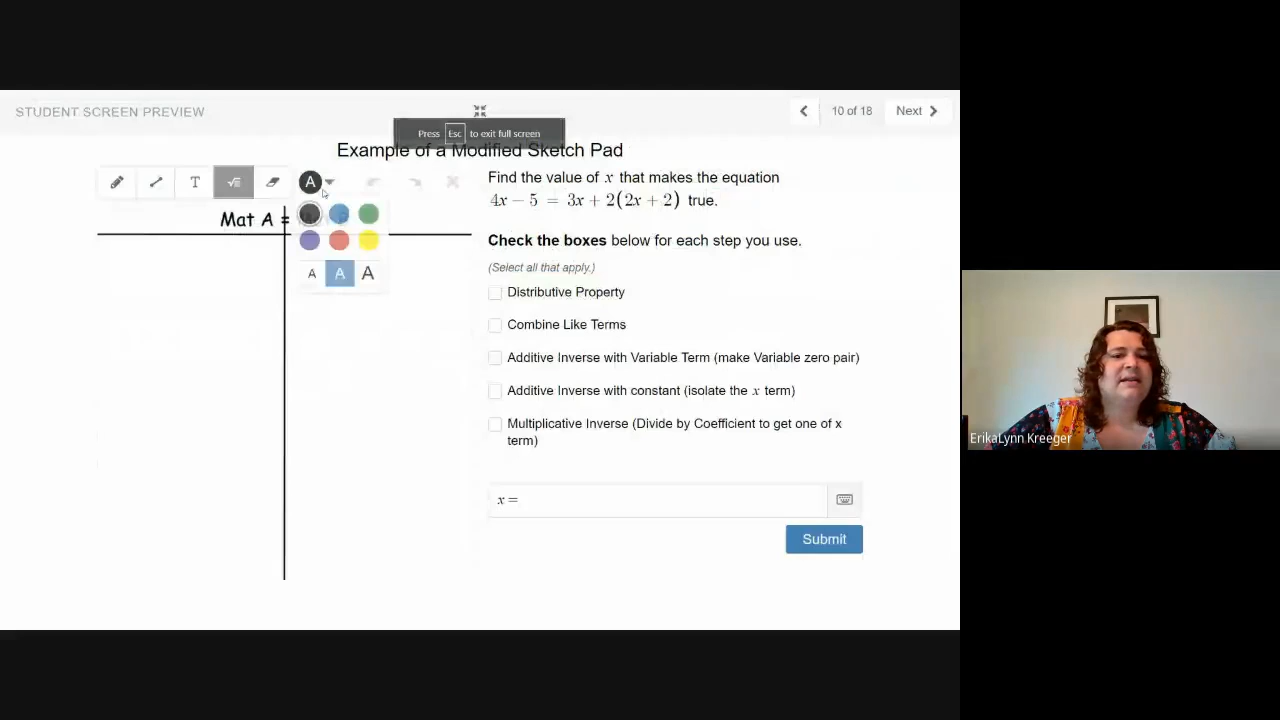 STUDENT SCREEN PREVIEW
10 of 18
Next
Press Esc to exit full screen
Example of a Modified Sketch Pad
T
A
Mat A =
A A A
Find the value of x that makes the equation
4x − 5 = 3x + 2(2x + 2) true.
Check the boxes below for each step you use.
(Select all that apply.)
Distributive Property
Combine Like Terms
Additive Inverse with Variable Term (make Variable zero pair)
Additive Inverse with constant (isolate the x term)
Multiplicative Inverse (Divide by Coefficient to get one of x
term)
x =
Submit
ErikaLynn Kreeger